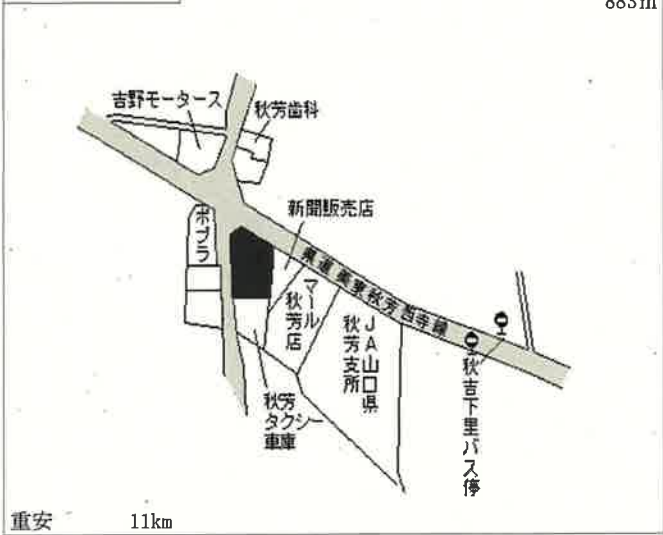 883m
吉野モータース
秋芳歯科
新聞販売店
ポプラ
県道美東秋芳西寺線
マール
秋芳店
JA山口県
秋芳支所
秋芳
タクシー
車庫
秋吉下里バス停
重安 11km